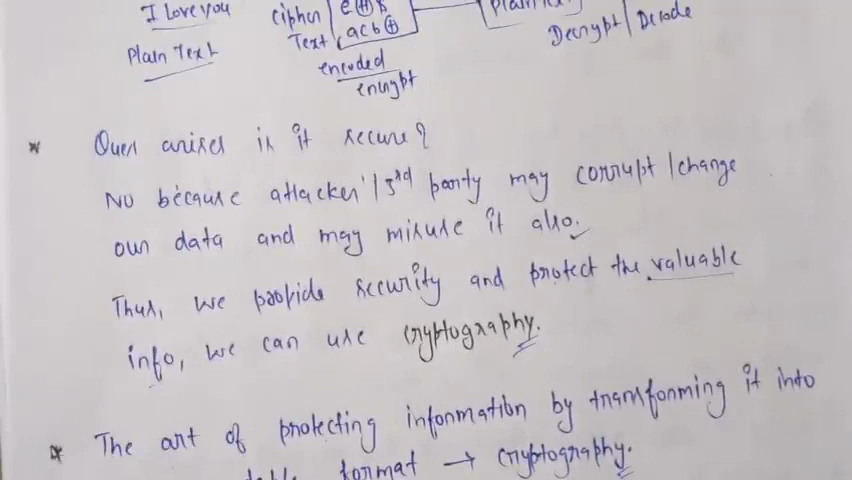 I Love you
Plain Text
cipher
Text
e ⊕ $
acb ⊕
encoded
encrypt
Decrypt / Decode
* Ques arises is it secure?
No because attacker / 3rd party may corrupt / change
our data and may misuse it also.
Thus, we provide security and protect the valuable
info, we can use cryptography.
* The art of protecting information by transforming it into
format → cryptography.